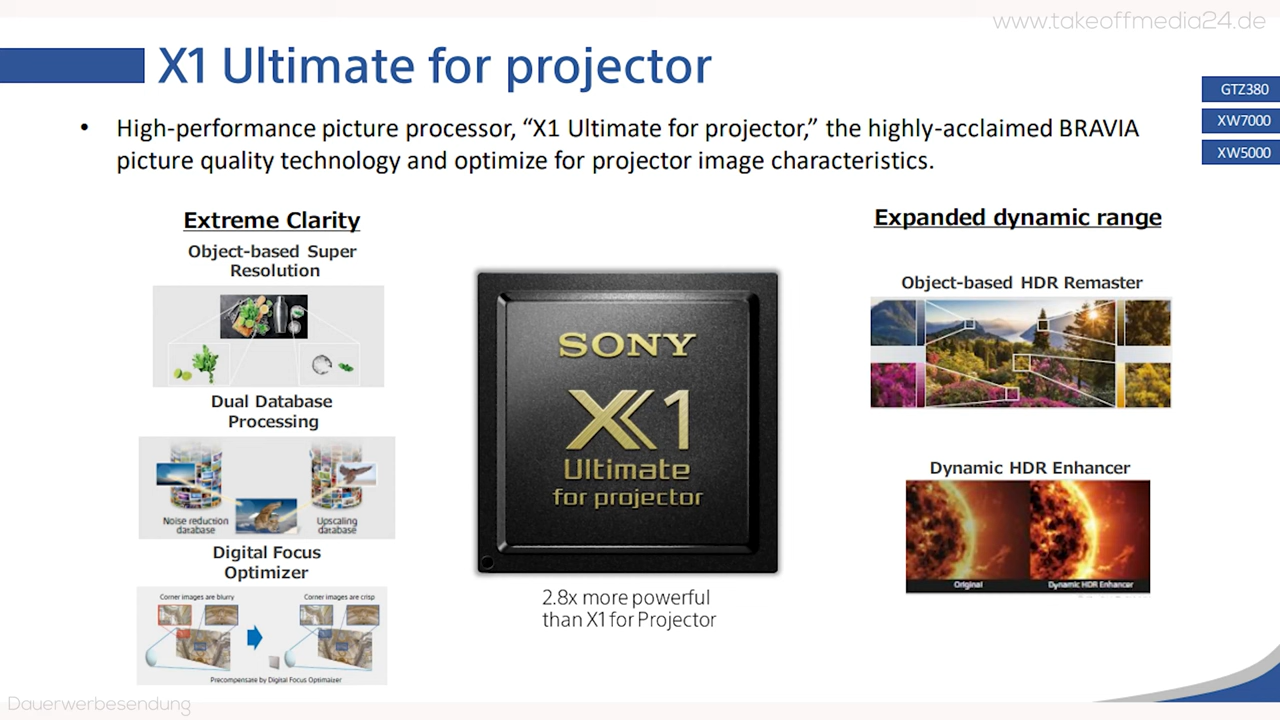 www.takeoffmedia24.de
X1 Ultimate for projector
GTZ380
XW7000
XW5000
• High-performance picture processor, “X1 Ultimate for projector,” the highly-acclaimed BRAVIA
picture quality technology and optimize for projector image characteristics.
Extreme Clarity
Object-based Super
Resolution
Dual Database
Processing
Noise reduction
database
Upscaling
database
Digital Focus
Optimizer
Corner images are blurry
Corner images are crisp
Precompensate by Digital Focus Optimaizer
SONY
X1
Ultimate
for projector
2.8x more powerful
than X1 for Projector
Expanded dynamic range
Object-based HDR Remaster
Dynamic HDR Enhancer
Original
Dynamic HDR Enhancer
Dauerwerbesendung